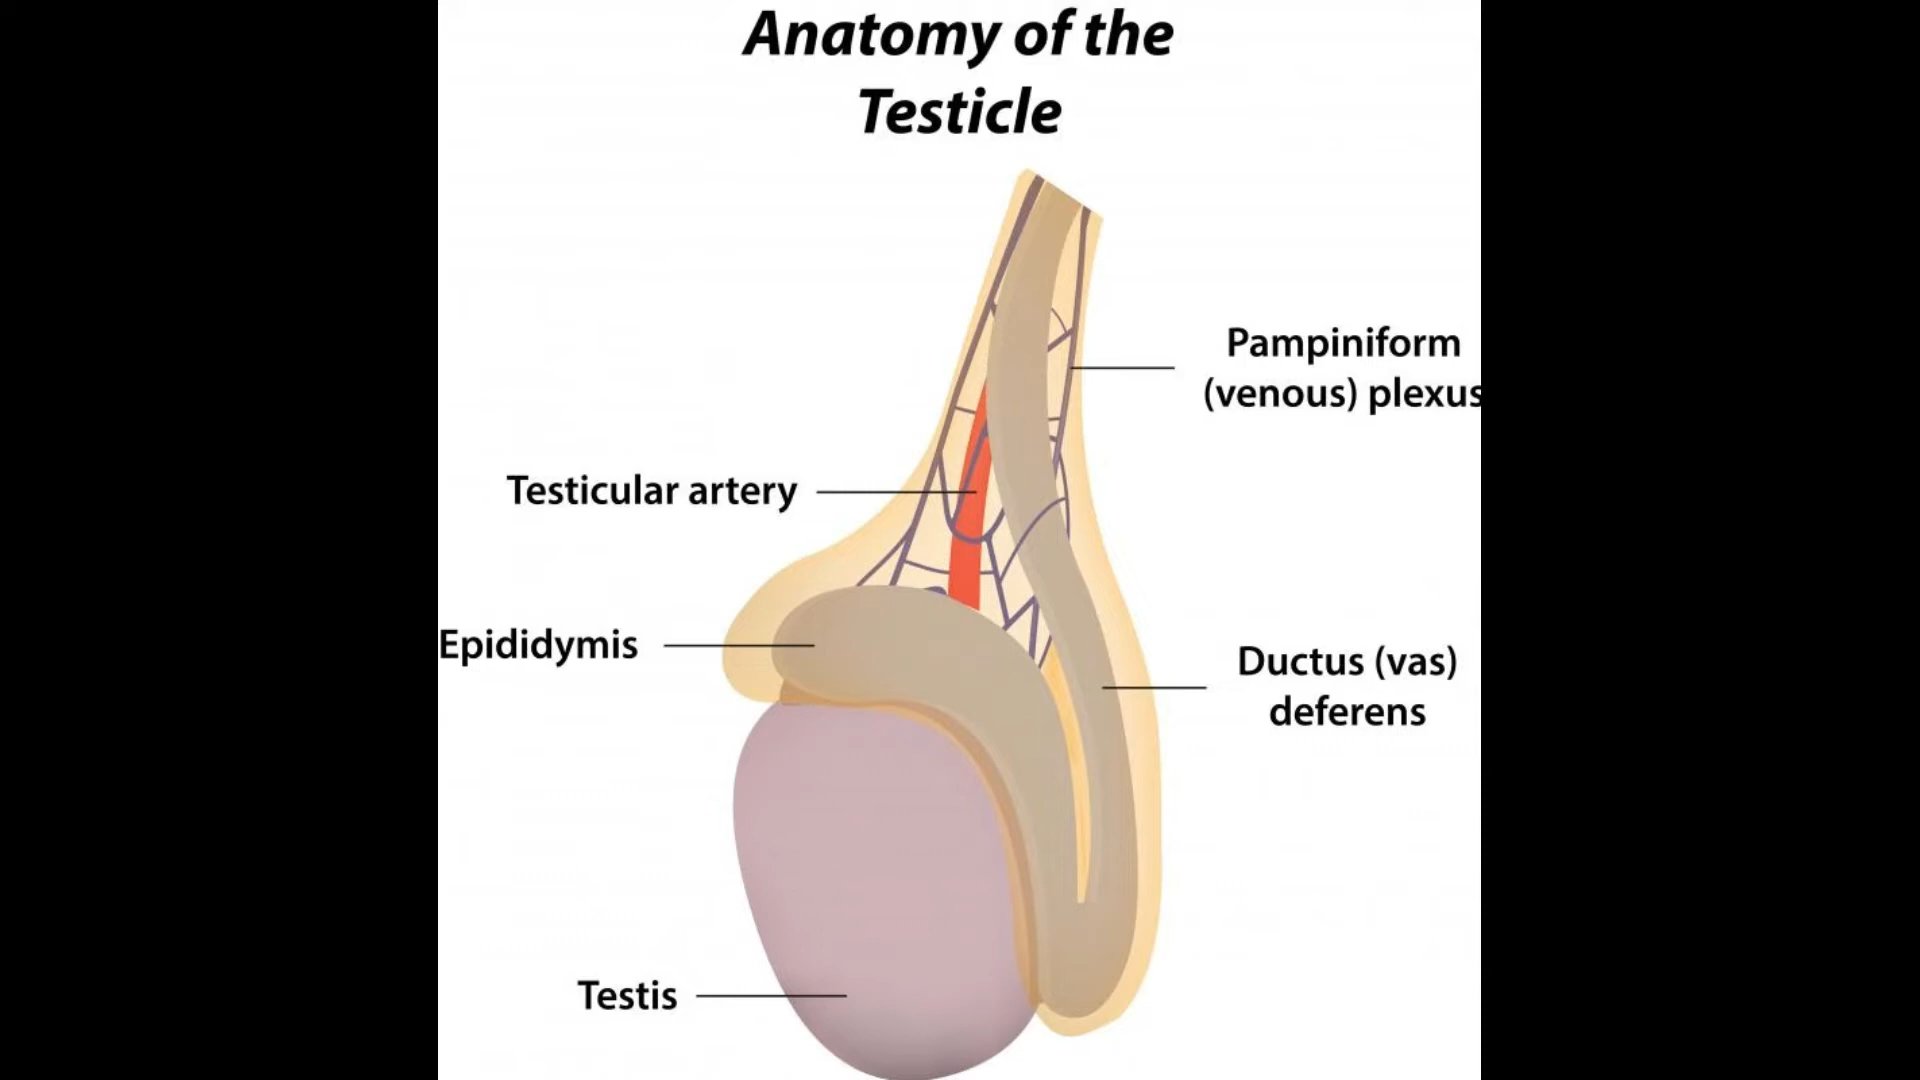 Anatomy of the
Testicle
Pampiniform
(venous) plexus
Testicular artery
Epididymis
Ductus (vas)
deferens
Testis